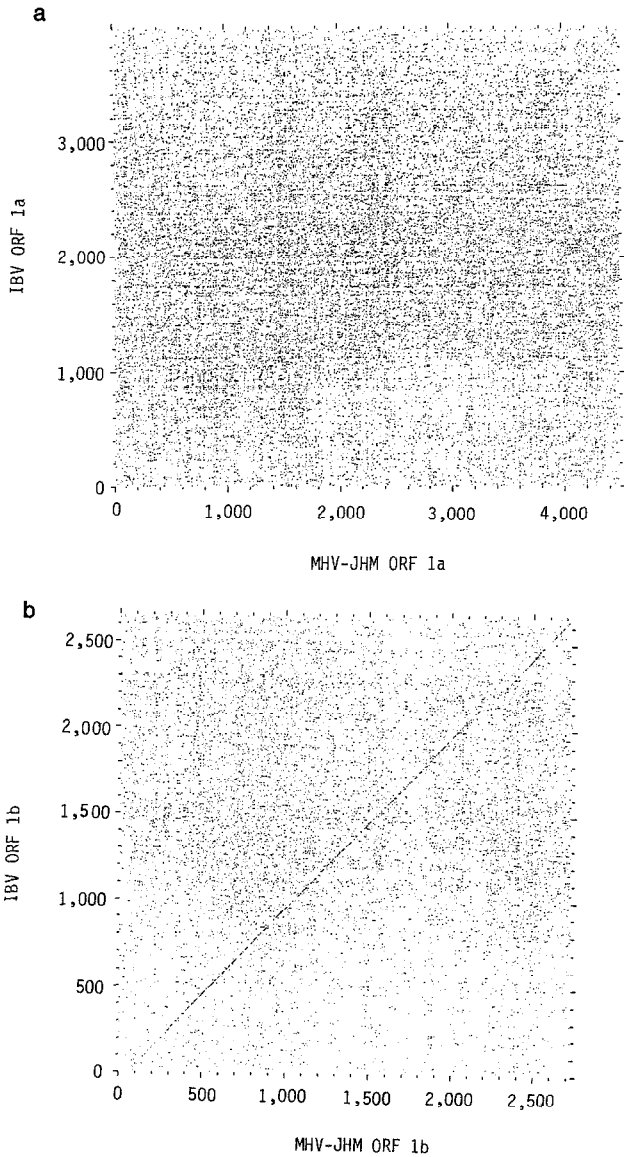 a
3,000
2,000
1,000
0
IBV ORF 1a
0 1,000 2,000 3,000 4,000
MHV-JHM ORF 1a
b
2,500
2,000
1,500
1,000
500
0
IBV ORF 1b
0 500 1,000 1,500 2,000 2,500
MHV-JHM ORF 1b